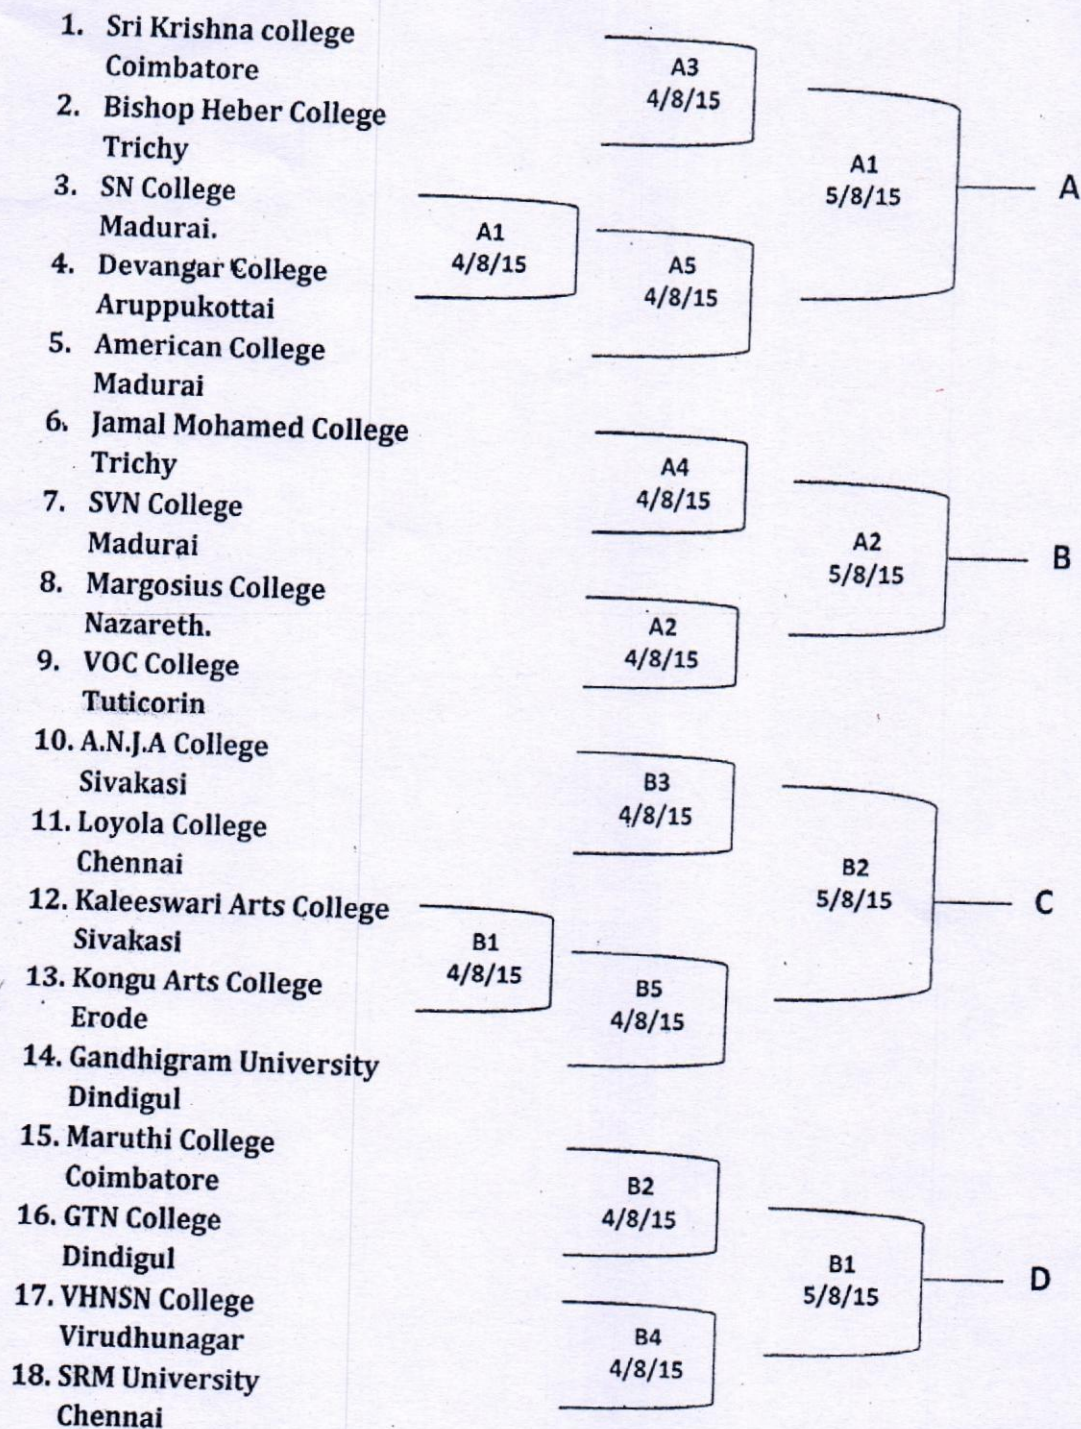 1. Sri Krishna college
Coimbatore
2. Bishop Heber College
Trichy
3. SN College
Madurai.
4. Devangar College
Aruppukottai
5. American College
Madurai
6. Jamal Mohamed College
Trichy
7. SVN College
Madurai
8. Margosius College
Nazareth.
9. VOC College
Tuticorin
10. A.N.J.A College
Sivakasi
11. Loyola College
Chennai
12. Kaleeswari Arts College
Sivakasi
13. Kongu Arts College
Erode
14. Gandhigram University
Dindigul
15. Maruthi College
Coimbatore
16. GTN College
Dindigul
17. VHNSN College
Virudhunagar
18. SRM University
Chennai
A1
4/8/15
B1
4/8/15
A3
4/8/15
A5
4/8/15
A4
4/8/15
A2
4/8/15
B3
4/8/15
B5
4/8/15
B2
4/8/15
B4
4/8/15
A1
5/8/15
A2
5/8/15
B2
5/8/15
B1
5/8/15
A
B
C
D